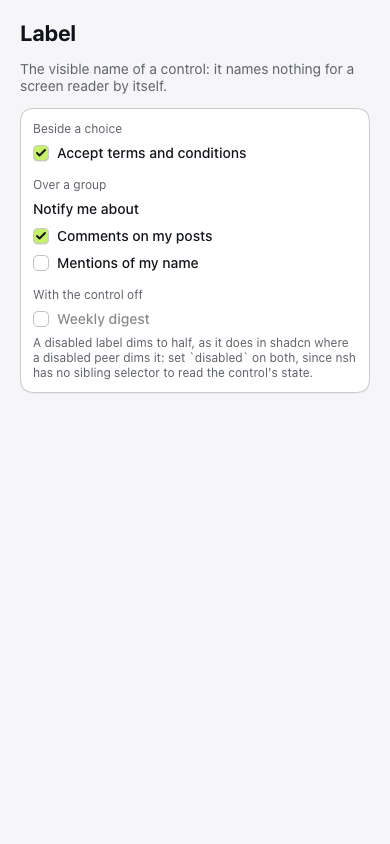 Label
The visible name of a control: it names nothing for a
screen reader by itself.
Beside a choice
Accept terms and conditions
Over a group
Notify me about
Comments on my posts
Mentions of my name
With the control off
Weekly digest
A disabled label dims to half, as it does in shadcn where
a disabled peer dims it: set `disabled` on both, since nsh
has no sibling selector to read the control's state.